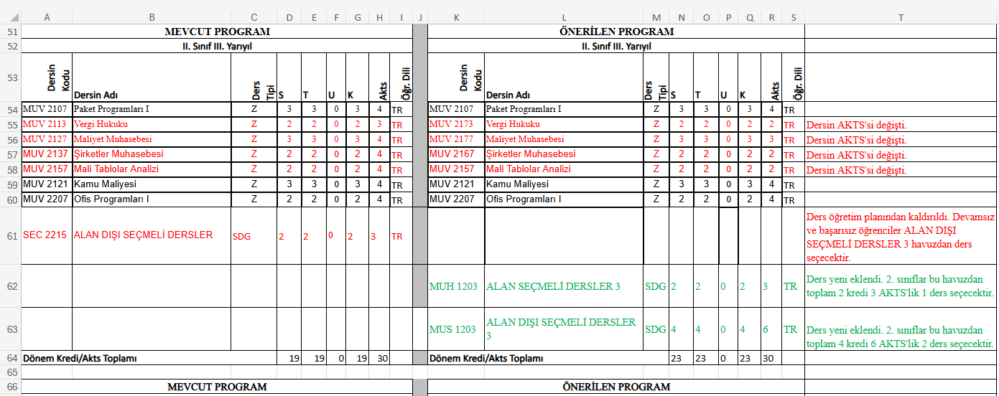 A B C D E F G H I J K L M N O P Q R S T
51 MEVCUT PROGRAM ÖNERİLEN PROGRAM
52 II. Sınıf III. Yarıyıl II. Sınıf III. Yarıyıl
53 Dersin Kodu Dersin Adı Ders Tipi S T U K Akts Öğr. Dili Dersin Kodu Dersin Adı Ders Tipi S T U K Akts Öğr. Dili
54 MUV 2107 Paket Programları I Z 3 3 0 3 4 TR MUV 2107 Paket Programları I Z 3 3 0 3 4 TR
55 MUV 2113 Vergi Hukuku Z 2 2 0 2 3 TR MUV 2173 Vergi Hukuku Z 2 2 0 2 2 TR Dersin AKTS'si değişti.
56 MUV 2127 Maliyet Muhasebesi Z 3 3 0 3 4 TR MUV 2177 Maliyet Muhasebesi Z 3 3 0 3 3 TR Dersin AKTS'si değişti.
57 MUV 2137 Şirketler Muhasebesi Z 2 2 0 2 4 TR MUV 2167 Şirketler Muhasebesi Z 2 2 0 2 2 TR Dersin AKTS'si değişti.
58 MUV 2157 Mali Tablolar Analizi Z 2 2 0 2 4 TR MUV 2157 Mali Tablolar Analizi Z 2 2 0 2 2 TR Dersin AKTS'si değişti.
59 MUV 2121 Kamu Maliyesi Z 3 3 0 3 4 TR MUV 2121 Kamu Maliyesi Z 3 3 0 3 4 TR
60 MUV 2207 Ofis Programları I Z 2 2 0 2 4 TR MUV 2207 Ofis Programları I Z 2 2 0 2 4 TR
61 SEC 2215 ALAN DIŞI SEÇMELİ DERSLER SDG 2 2 0 2 3 TR Ders öğretim planından kaldırıldı. Devamsız
ve başarısız öğrenciler ALAN DIŞI
SEÇMELİ DERSLER 3 havuzdan ders
seçecektir.
62 MUH 1203 ALAN SEÇMELİ DERSLER 3 SDG 2 2 0 2 3 TR Ders yeni eklendi. 2. sınıflar bu havuzdan
toplam 2 kredi 3 AKTS'lik 1 ders seçecektir.
63 MUS 1203 ALAN DIŞI SEÇMELİ DERSLER
3 SDG 4 4 0 4 6 TR Ders yeni eklendi. 2. sınıflar bu havuzdan
toplam 4 kredi 6 AKTS'lik 2 ders seçecektir.
64 Dönem Kredi/Akts Toplamı 19 19 0 19 30 Dönem Kredi/Akts Toplamı 23 23 0 23 30
65
66 MEVCUT PROGRAM ÖNERİLEN PROGRAM